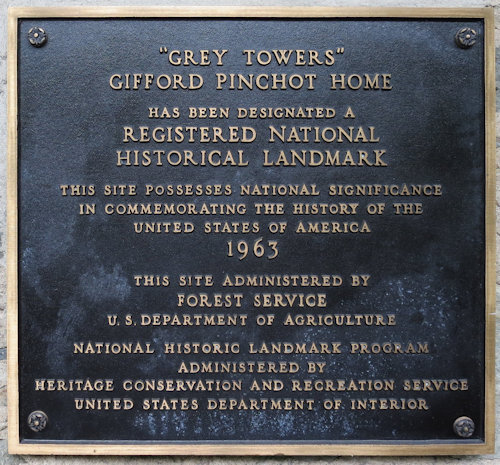 "GREY TOWERS"
GIFFORD PINCHOT HOME
HAS BEEN DESIGNATED A
REGISTERED NATIONAL
HISTORICAL LANDMARK
THIS SITE POSSESSES NATIONAL SIGNIFICANCE
IN COMMEMORATING THE HISTORY OF THE
UNITED STATES OF AMERICA
1963
THIS SITE ADMINISTERED BY
FOREST SERVICE
U.S. DEPARTMENT OF AGRICULTURE
NATIONAL HISTORIC LANDMARK PROGRAM
ADMINISTERED BY
HERITAGE CONSERVATION AND RECREATION SERVICE
UNITED STATES DEPARTMENT OF INTERIOR